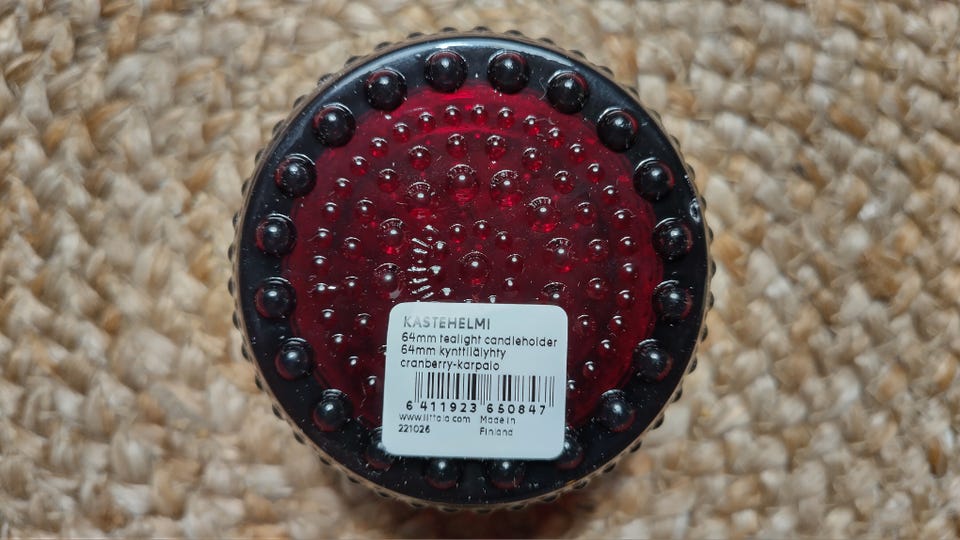 KASTEHELMI
64mm tealight candleholder
64mm kynttilälyhty
cranberry-karpalo
6 411923 650847
www.iittala.com Made in
221026 Finland